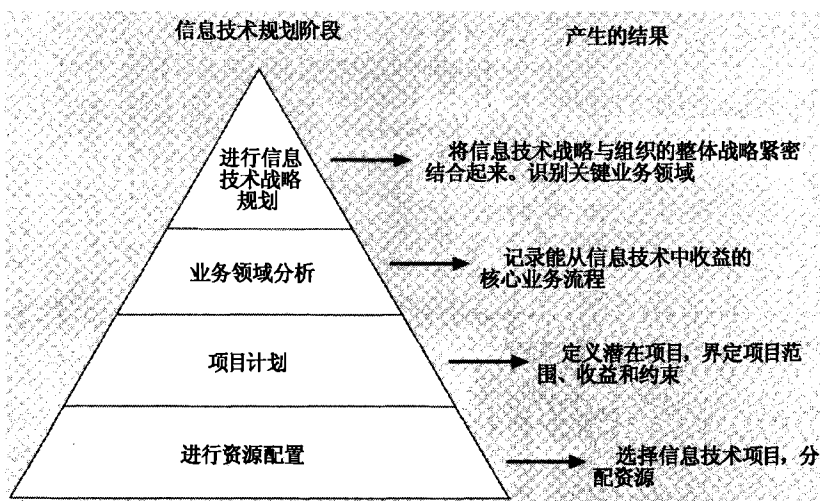 信息技术规划阶段
产生的结果
进行信息
技术战略
规划
将信息技术战略与组织的整体战略紧密
结合起来。识别关键业务领域
业务领域分析
记录能从信息技术中收益的
核心业务流程
项目计划
定义潜在项目，界定项目范
围、收益和约束
进行资源配置
选择信息技术项目，分
配资源